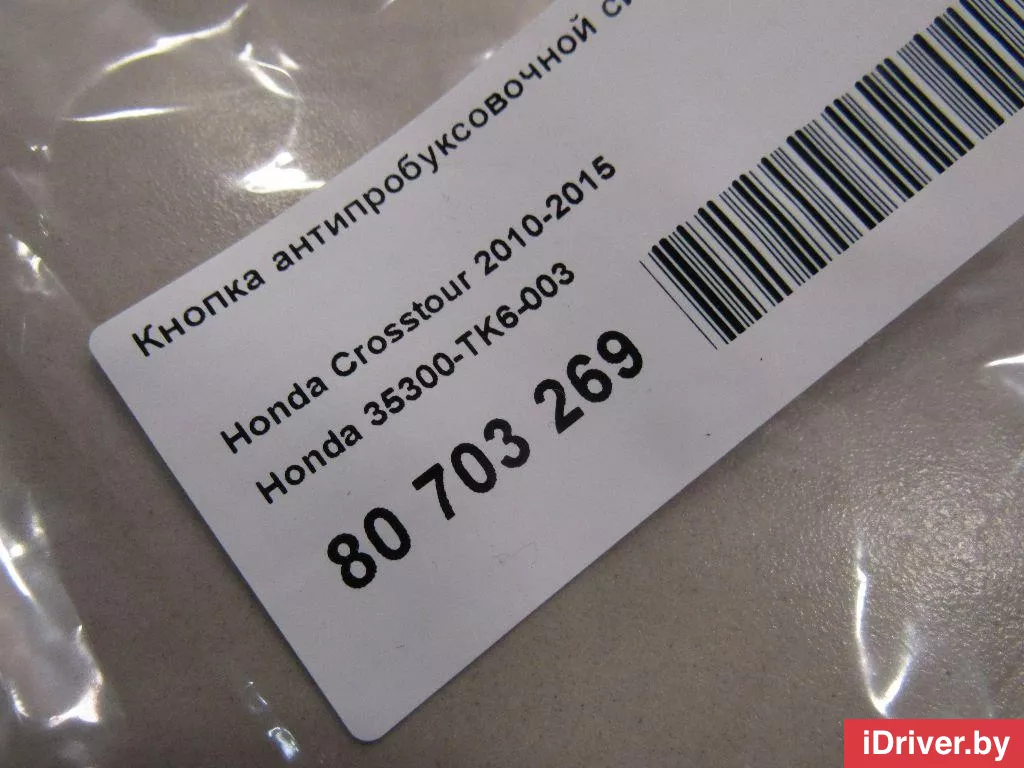 Кнопка антипробуксовочной
Honda Crosstour 2010-2015
Honda 35300-TK6-003
80 703 269
iDriver.by